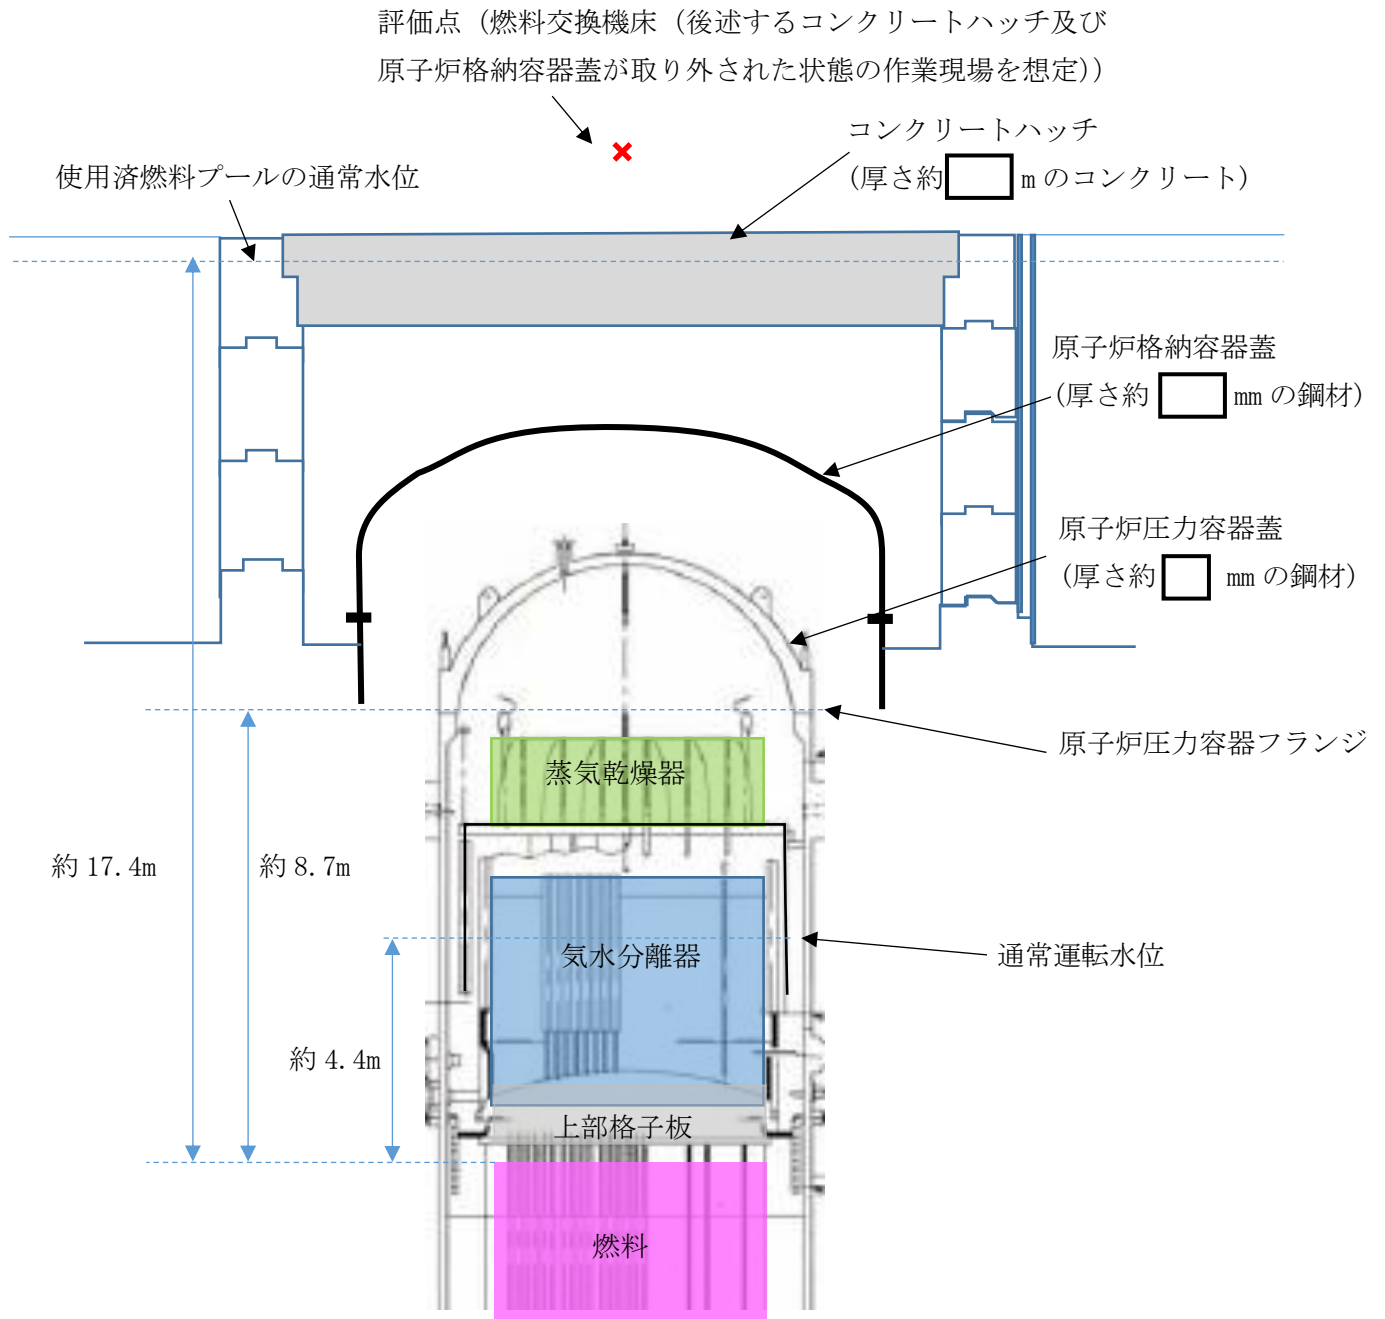 評価点（燃料交換機床（後述するコンクリートハッチ及び
原子炉格納容器蓋が取り外された状態の作業現場を想定））
コンクリートハッチ
（厚さ約 m のコンクリート）
使用済燃料プールの通常水位
原子炉格納容器蓋
（厚さ約 mm の鋼材）
原子炉圧力容器蓋
（厚さ約 mm の鋼材）
原子炉圧力容器フランジ
蒸気乾燥器
約 17.4m
約 8.7m
気水分離器
通常運転水位
約 4.4m
上部格子板
燃料